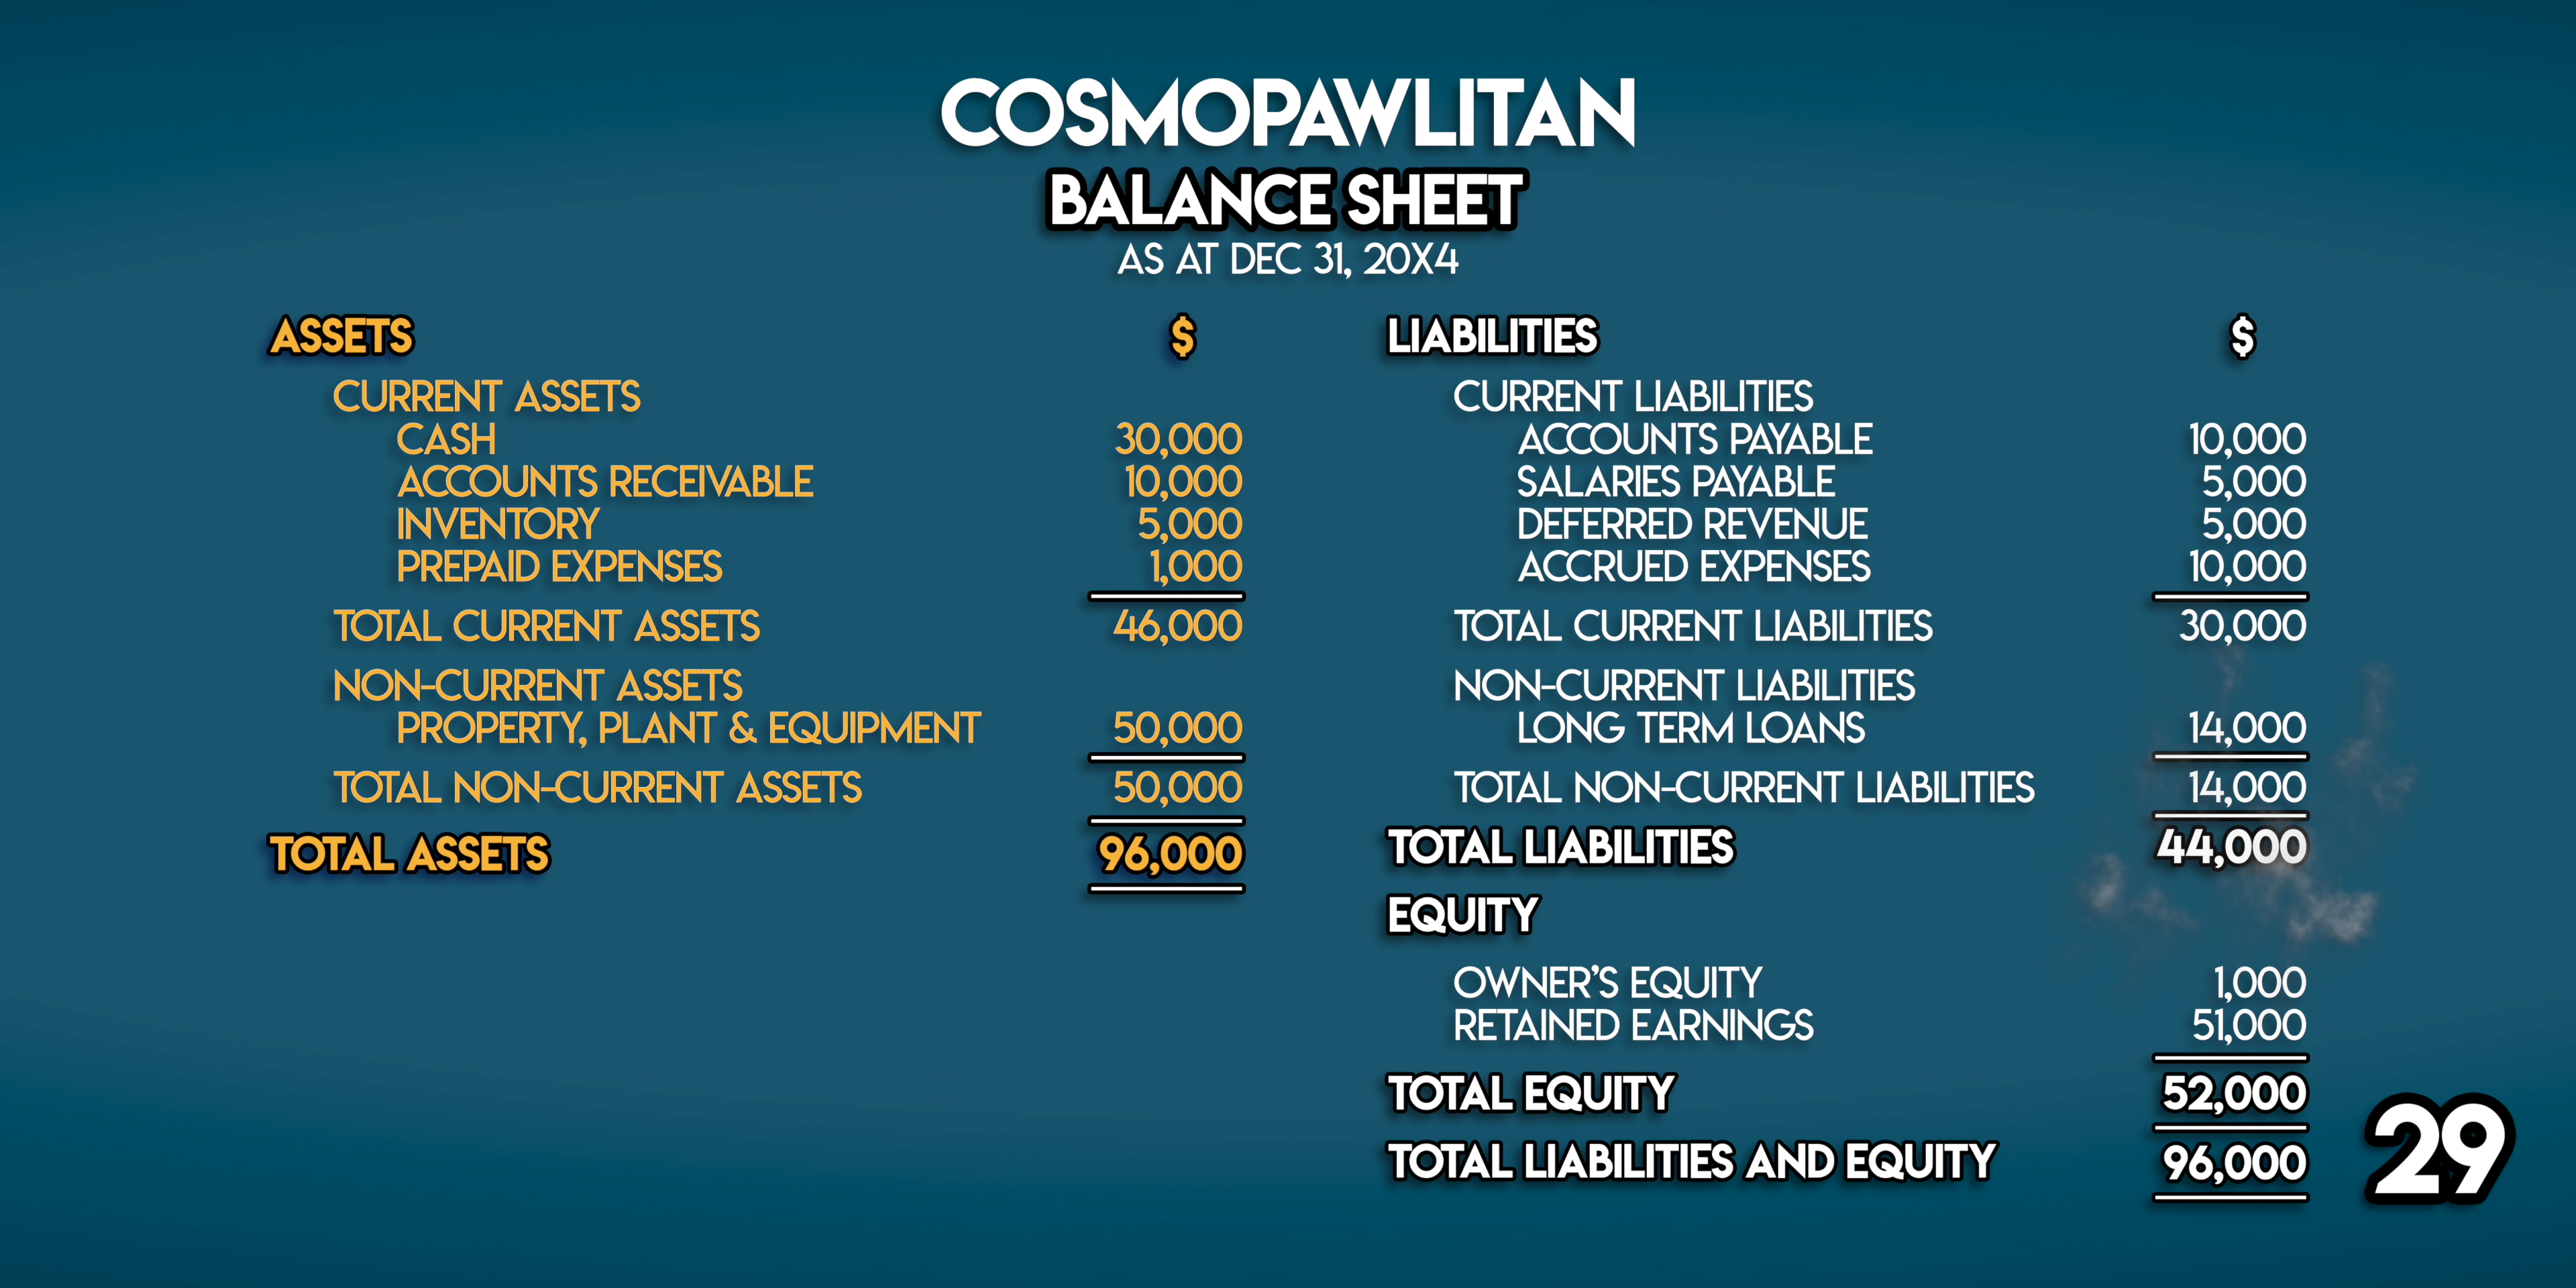 COSMOPAWLITAN
BALANCE SHEET
AS AT DEC 31, 20X4
ASSETS $
CURRENT ASSETS
CASH 30,000
ACCOUNTS RECEIVABLE 10,000
INVENTORY 5,000
PREPAID EXPENSES 1,000
TOTAL CURRENT ASSETS 46,000
NON-CURRENT ASSETS
PROPERTY, PLANT & EQUIPMENT 50,000
TOTAL NON-CURRENT ASSETS 50,000
TOTAL ASSETS 96,000
LIABILITIES $
CURRENT LIABILITIES
ACCOUNTS PAYABLE 10,000
SALARIES PAYABLE 5,000
DEFERRED REVENUE 5,000
ACCRUED EXPENSES 10,000
TOTAL CURRENT LIABILITIES 30,000
NON-CURRENT LIABILITIES
LONG TERM LOANS 14,000
TOTAL NON-CURRENT LIABILITIES 14,000
TOTAL LIABILITIES 44,000
EQUITY
OWNER'S EQUITY 1,000
RETAINED EARNINGS 51,000
TOTAL EQUITY 52,000
TOTAL LIABILITIES AND EQUITY 96,000
29